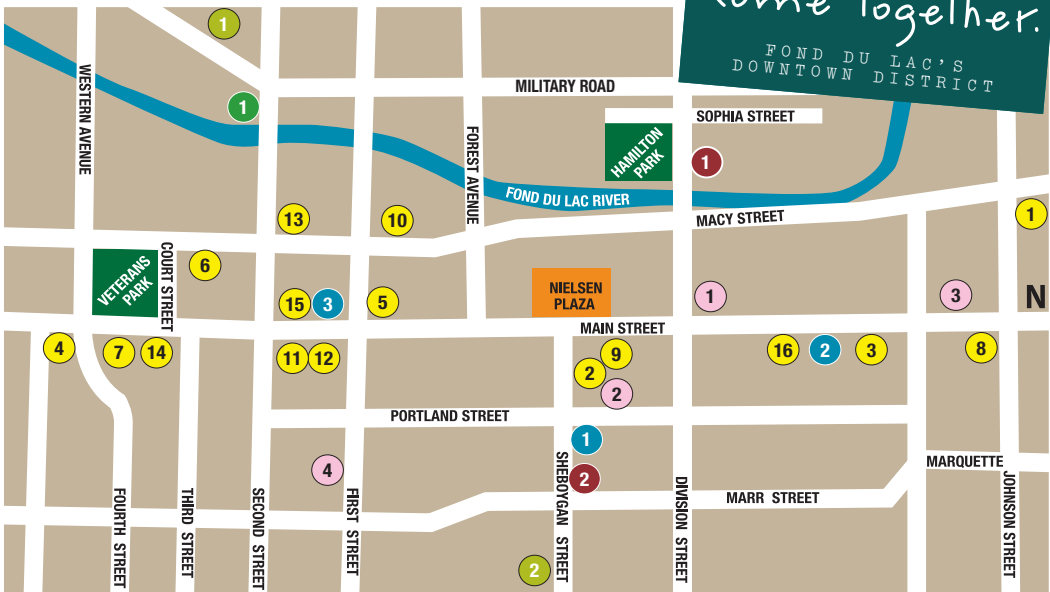 Come Together.
FOND DU LAC'S
DOWNTOWN DISTRICT
1
MILITARY ROAD
WESTERN AVENUE
1
SOPHIA STREET
FOREST AVENUE
HAMILTON
PARK
1
FOND DU LAC RIVER
MACY STREET
13
10
1
COURT STREET
6
VETERANS
PARK
15
3
5
NIELSEN
PLAZA
1
3
N
MAIN STREET
4
7
14
11
12
9
2
2
16
2
3
8
PORTLAND STREET
1
4
2
SHEBOYGAN STREET
MARQUETTE
MARR STREET
FOURTH STREET
THIRD STREET
SECOND STREET
FIRST STREET
DIVISION STREET
JOHNSON STREET
2